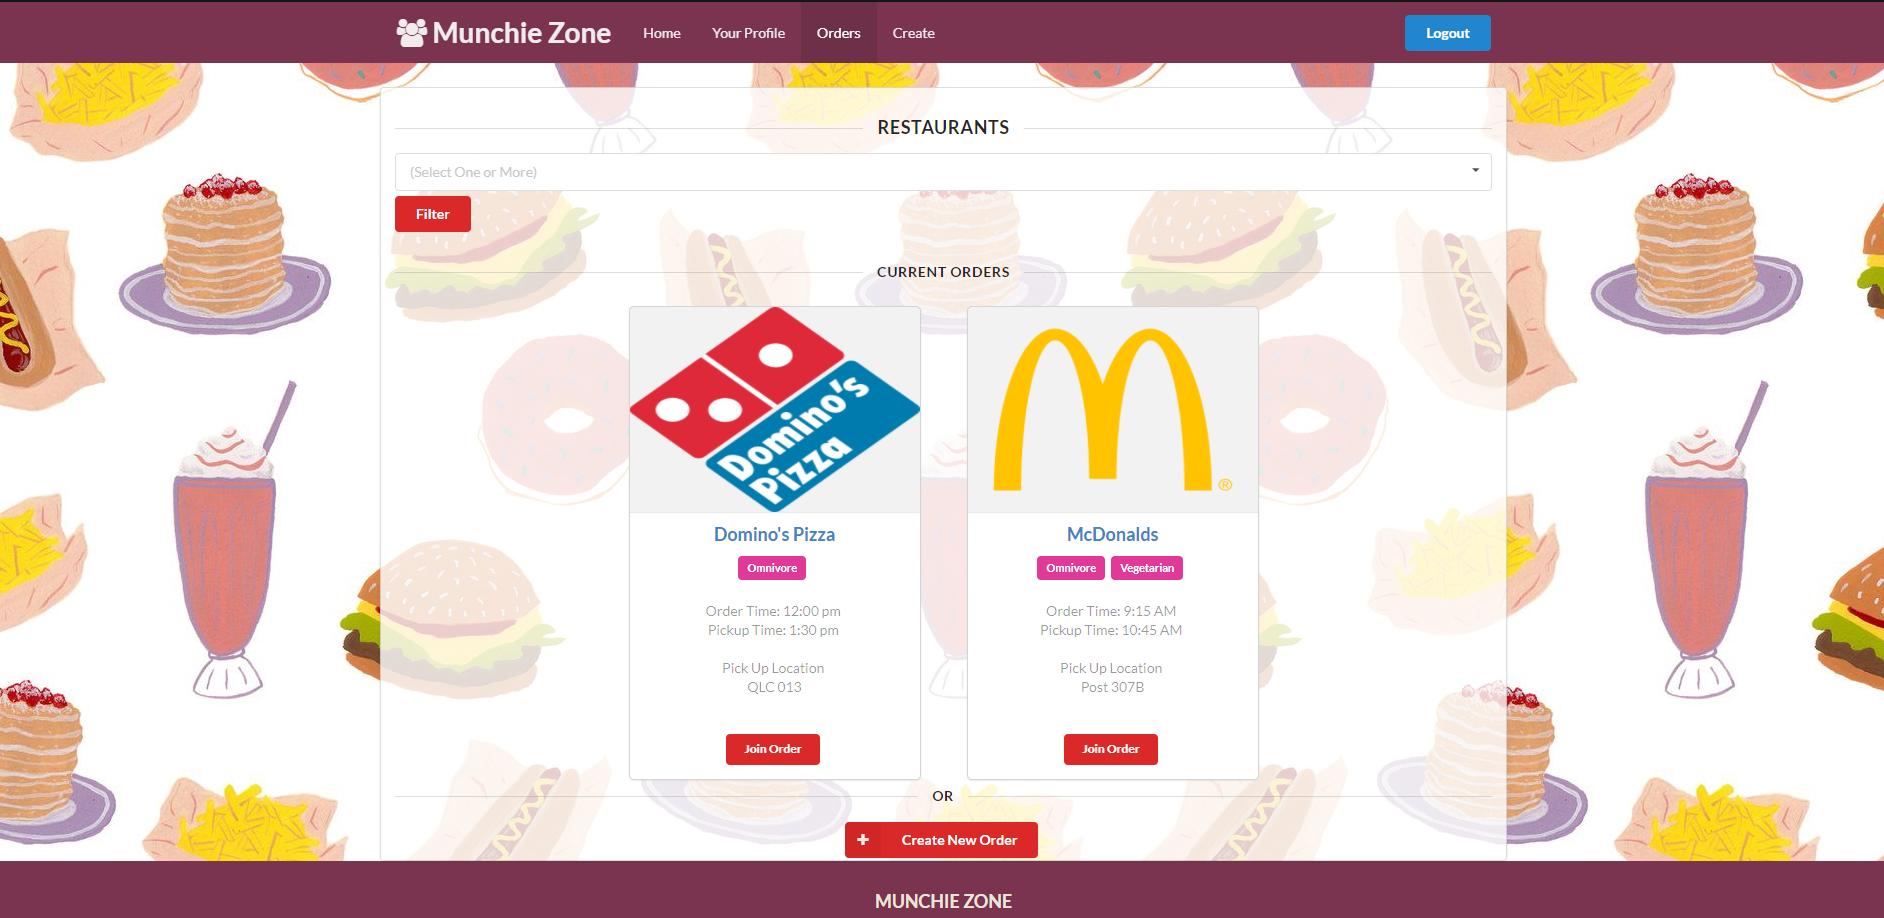 Munchie Zone Home Your Profile Orders Create Logout
RESTAURANTS
(Select One or More)
Filter
CURRENT ORDERS
Domino's
Pizza
Domino's Pizza
Omnivore
Order Time: 12:00 pm
Pickup Time: 1:30 pm
Pick Up Location
QLC 013
Join Order
M®
McDonalds
Omnivore Vegetarian
Order Time: 9:15 AM
Pickup Time: 10:45 AM
Pick Up Location
Post 307B
Join Order
OR
Create New Order
MUNCHIE ZONE